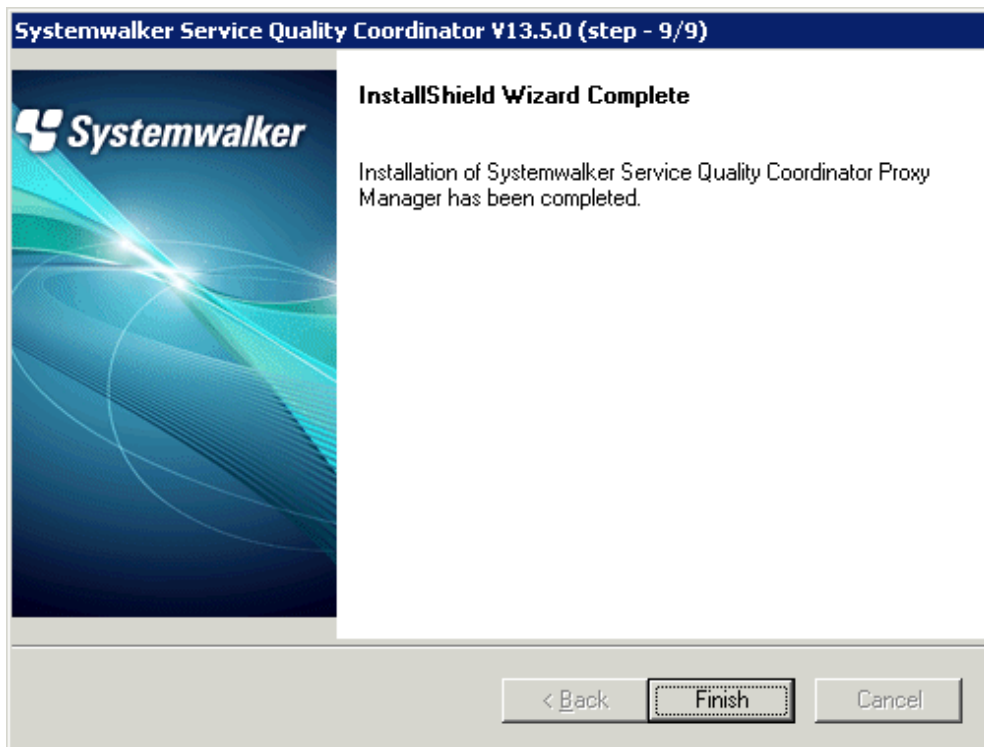 Systemwalker Service Quality Coordinator V13.5.0 (step - 9/9)
Systemwalker
InstallShield Wizard Complete
Installation of Systemwalker Service Quality Coordinator Proxy
Manager has been completed.
< Back
Finish
Cancel